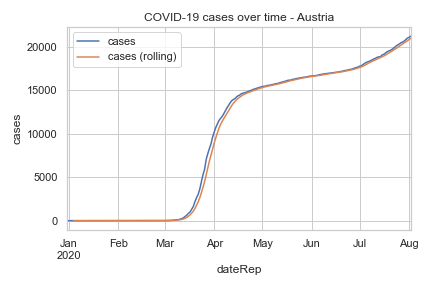 COVID-19 cases over time - Austria
cases
cases (rolling)
20000
15000
10000
5000
0
cases
Jan Feb Mar Apr May Jun Jul Aug
2020
dateRep